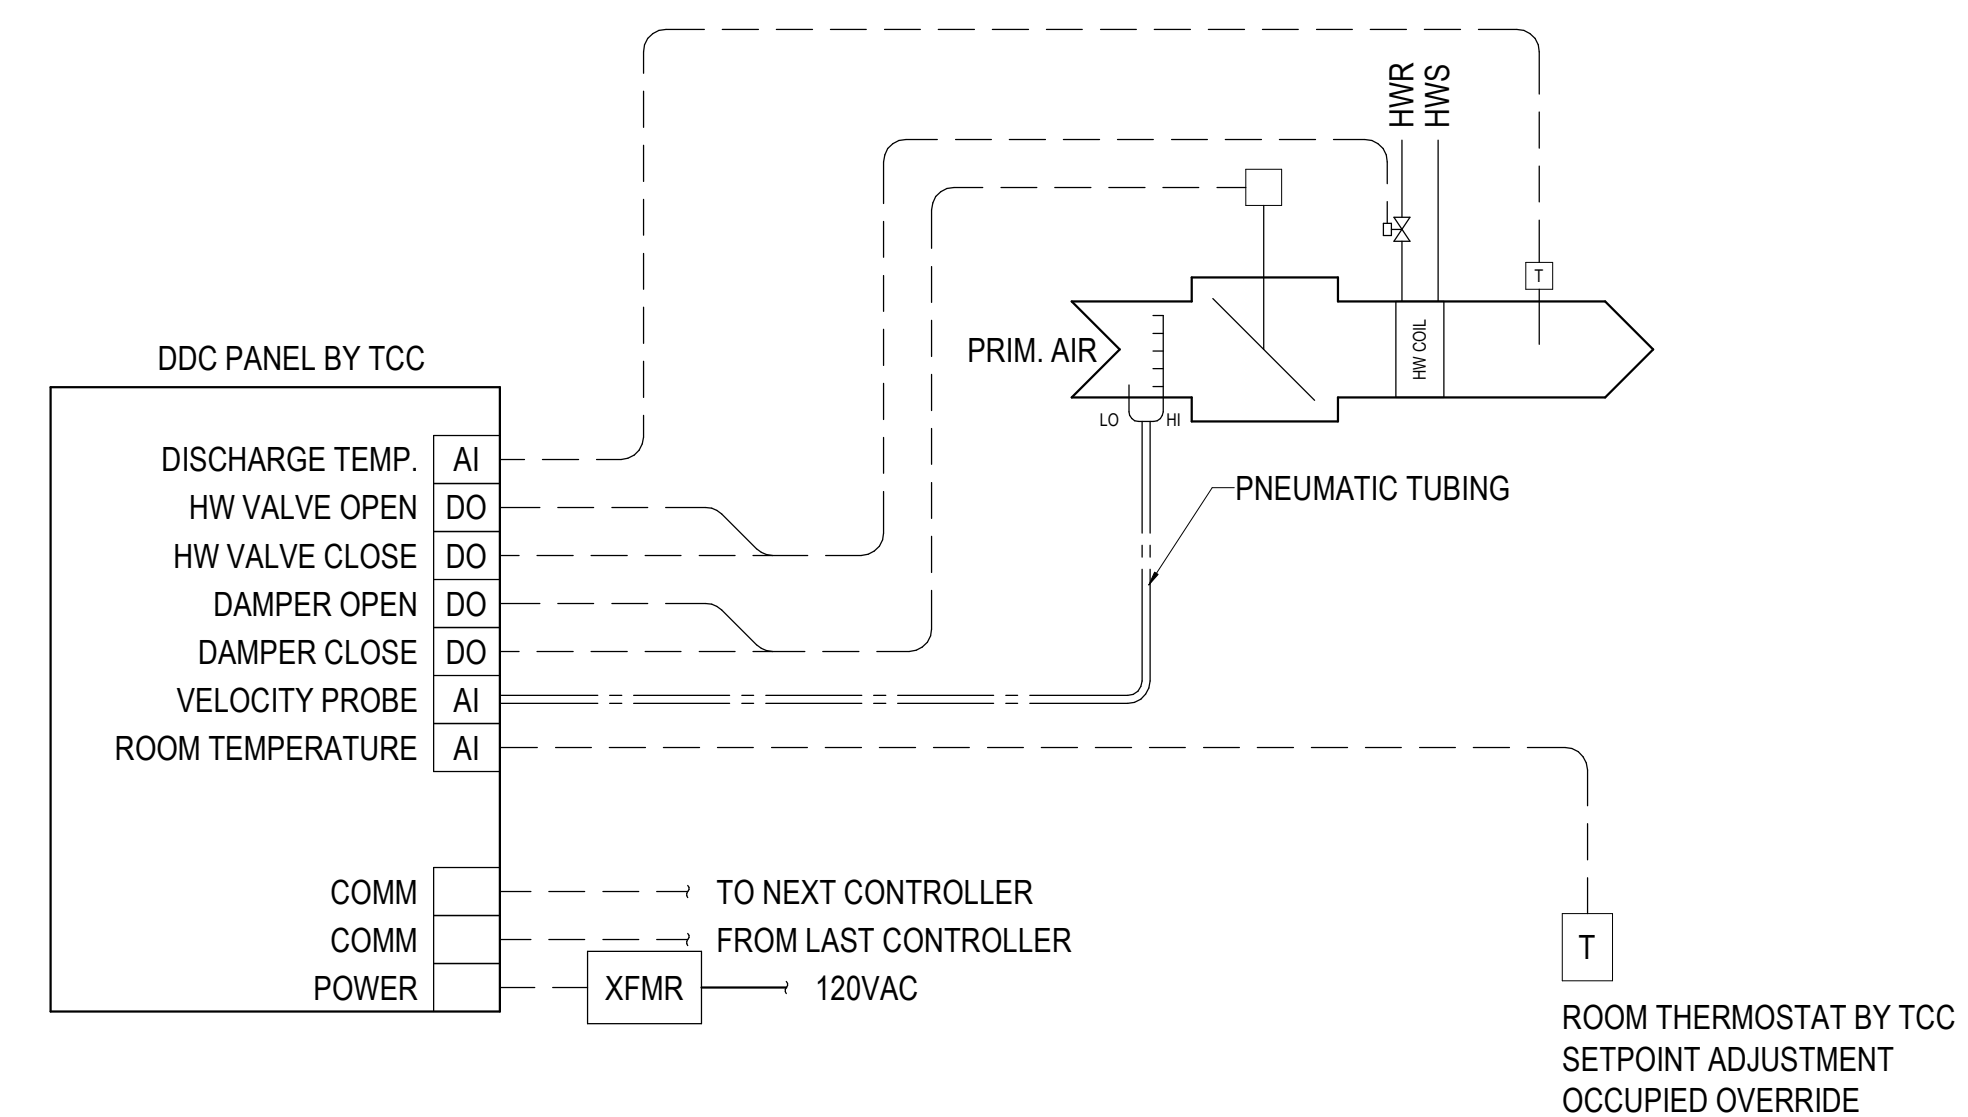 HWR
HWS
T
PRIM. AIR
HW COIL
LO
HI
DDC PANEL BY TCC
DISCHARGE TEMP. AI
HW VALVE OPEN DO
HW VALVE CLOSE DO
DAMPER OPEN DO
DAMPER CLOSE DO
VELOCITY PROBE AI
ROOM TEMPERATURE AI
PNEUMATIC TUBING
COMM TO NEXT CONTROLLER
COMM FROM LAST CONTROLLER
POWER XFMR 120VAC
T
ROOM THERMOSTAT BY TCC
SETPOINT ADJUSTMENT
OCCUPIED OVERRIDE